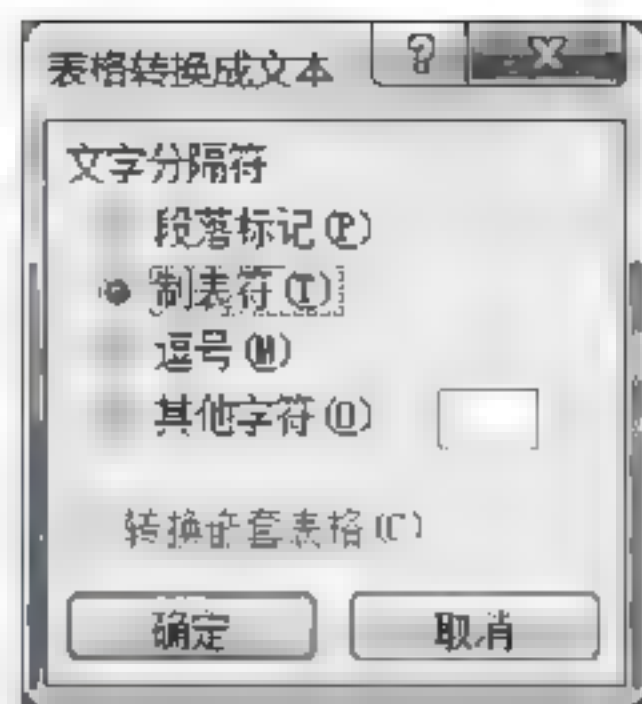 表格转换成文本
文字分隔符
段落标记(P)
制表符(T)
逗号(M)
其他字符(O)
转换嵌套表格(C)
确定 取消